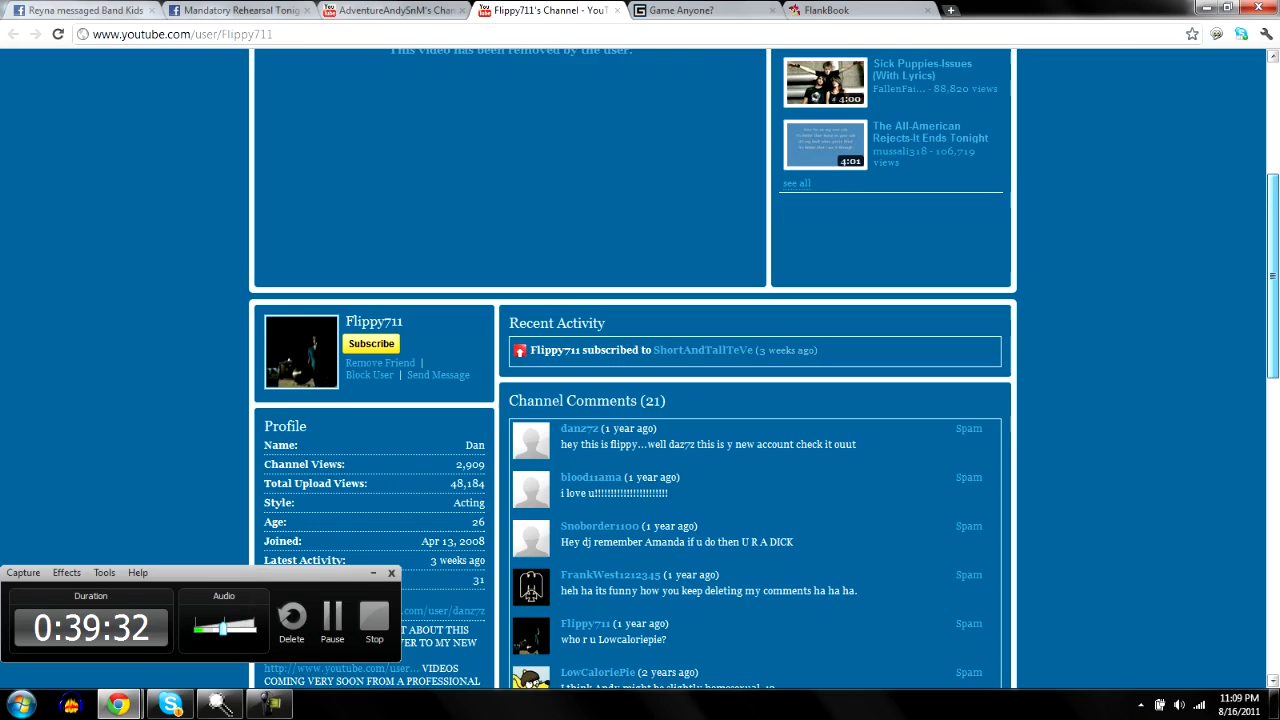 Reyna messaged Band Kids
Mandatory Rehearsal Tonig
AdventureAndySnM's Chan
Flippy711's Channel - YouT
Game Anyone?
FlankBook
www.youtube.com/user/Flippy711
This video has been removed by the user.
Sick Puppies-Issues
(With Lyrics)
FallenFai... - 88,820 views
4:00
The All-American
Rejects-It Ends Tonight
mussali318 - 106,719
views
4:01
see all
Flippy711
Subscribe
Remove Friend |
Block User | Send Message
Recent Activity
Flippy711 subscribed to ShortAndTallTeVe (3 weeks ago)
Channel Comments (21)
danz7z (1 year ago) Spam
hey this is flippy...well daz7z this is y new account check it ouut
blood11ama (1 year ago) Spam
i love u!!!!!!!!!!!!!!!!!!!!!!!
Snoborder1100 (1 year ago) Spam
Hey dj remember Amanda if u do then U R A DICK
FrankWest1212345 (1 year ago) Spam
heh ha its funny how you keep deleting my comments ha ha ha.
Flippy711 (1 year ago) Spam
who r u Lowcaloriepie?
LowCaloriePie (2 years ago) Spam
I think Andy might be slightly homosexual
Profile
Name: Dan
Channel Views: 2,909
Total Upload Views: 48,184
Style: Acting
Age: 26
Joined: Apr 13, 2008
Latest Activity: 3 weeks ago
31
.com/user/danz7z
T ABOUT THIS
VER TO MY NEW
http://www.youtube.com/user... VIDEOS
COMING VERY SOON FROM A PROFESSIONAL
Capture Effects Tools Help
Duration
Audio
:39:32
Delete
Pause
Stop
11:09 PM
8/16/2011